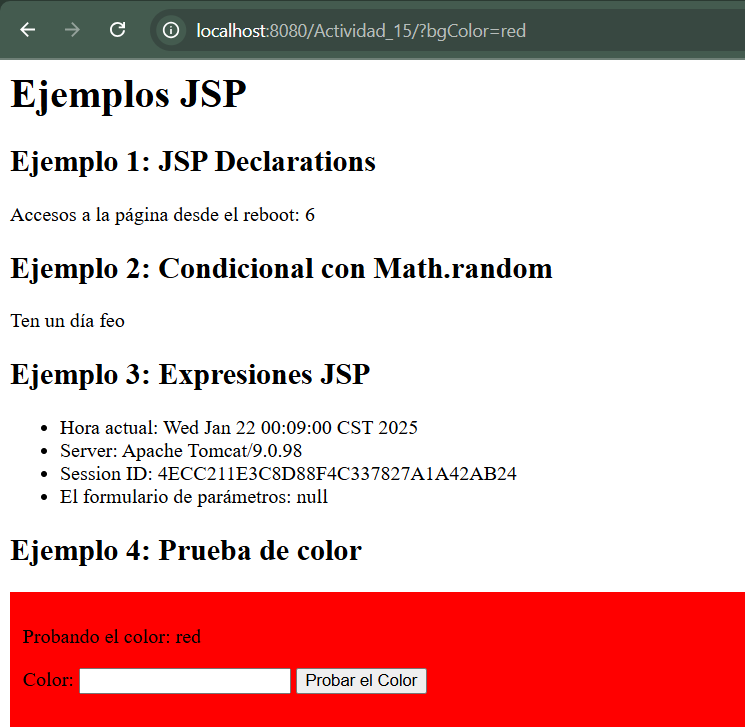 localhost:8080/Actividad_15/?bgColor=red
Ejemplos JSP
Ejemplo 1: JSP Declarations
Accesos a la página desde el reboot: 6
Ejemplo 2: Condicional con Math.random
Ten un día feo
Ejemplo 3: Expresiones JSP
• Hora actual: Wed Jan 22 00:09:00 CST 2025
• Server: Apache Tomcat/9.0.98
• Session ID: 4ECC211E3C8D88F4C337827A1A42AB24
• El formulario de parámetros: null
Ejemplo 4: Prueba de color
Probando el color: red
Color: Probar el Color